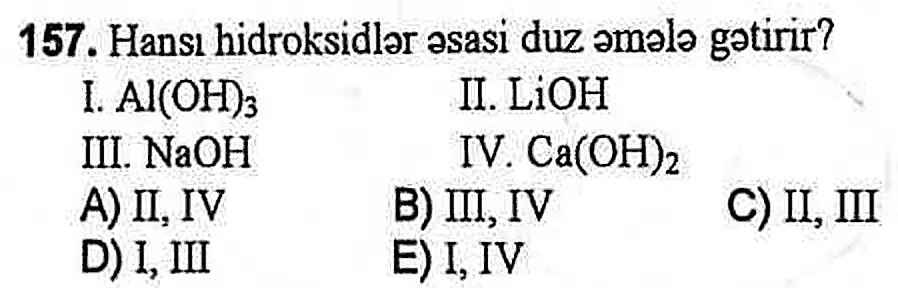 157. Hansı hidroksidlər əsasi duz əmələ gətirir?
I. Al(OH)₃ II. LiOH
III. NaOH IV. Ca(OH)₂
A) II, IV B) III, IV C) II, III
D) I, III E) I, IV